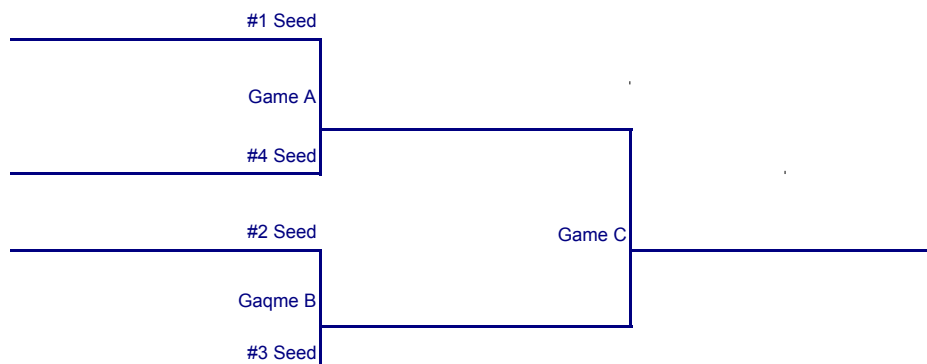 #1 Seed
Game A
#4 Seed
#2 Seed
Game C
Gaqme B
#3 Seed